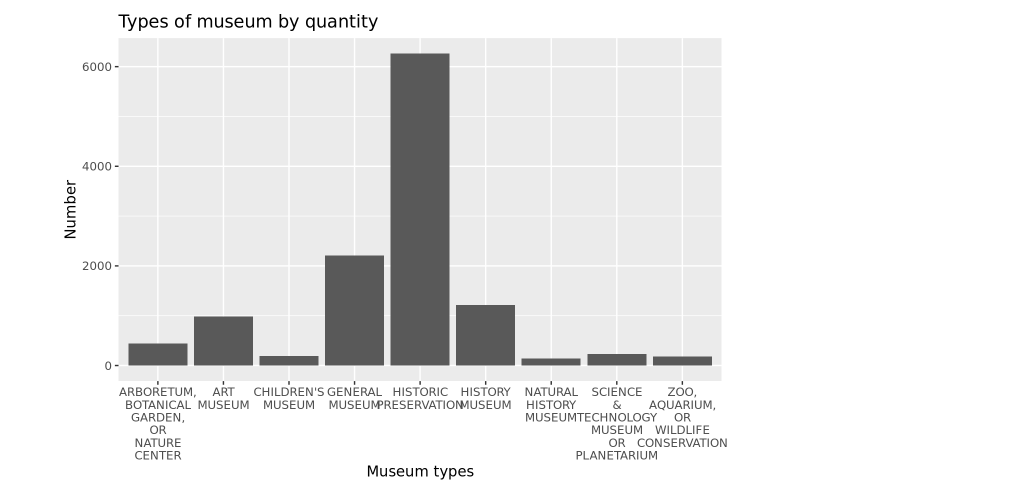 Types of museum by quantity
Number
6000
4000
2000
0
ARBORETUM,
BOTANICAL
GARDEN,
OR
NATURE
CENTER
ART
MUSEUM
CHILDREN'S
MUSEUM
GENERAL
MUSEUM
HISTORIC
PRESERVATION
HISTORY
MUSEUM
NATURAL
HISTORY
MUSEUM
SCIENCE
&
TECHNOLOGY
MUSEUM
OR
PLANETARIUM
ZOO,
AQUARIUM,
OR
WILDLIFE
CONSERVATION
Museum types